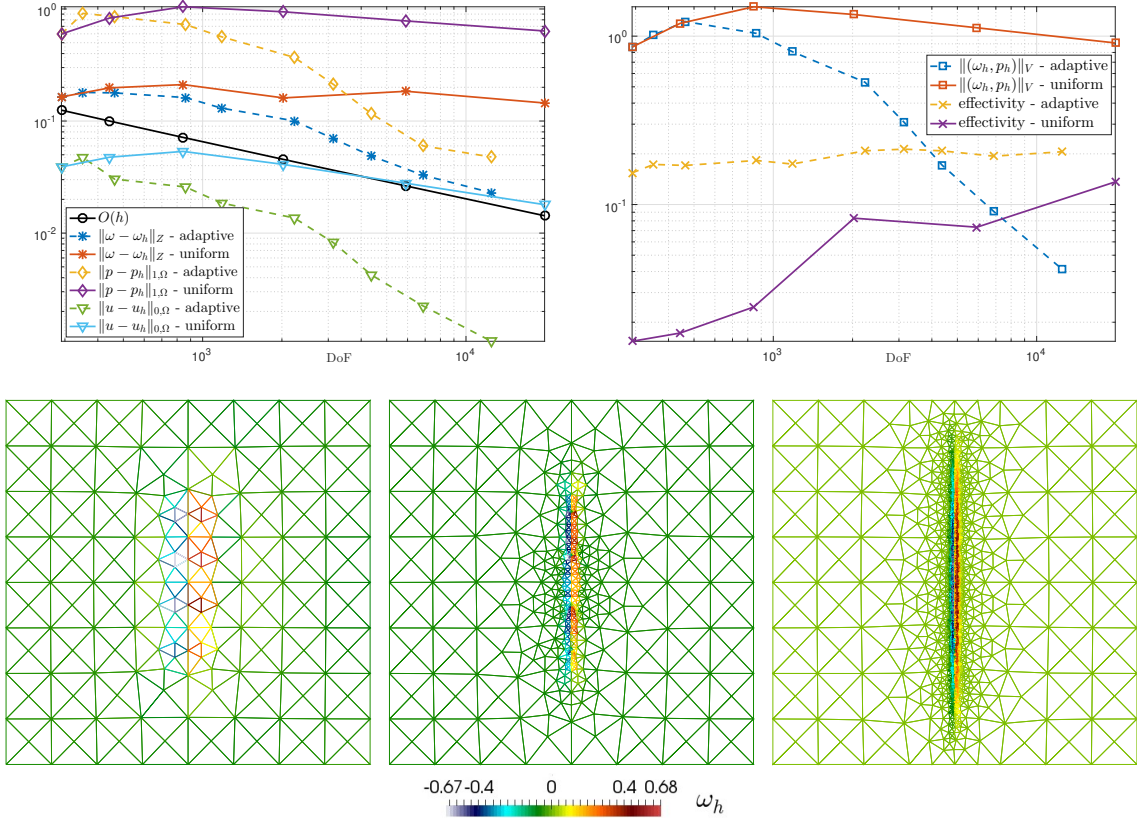 10^0
10^-1
10^-2
10^3
DoF
10^4
O(h)
‖ω − ω_h‖_Z - adaptive
‖ω − ω_h‖_Z - uniform
‖p − p_h‖_{1,Ω} - adaptive
‖p − p_h‖_{1,Ω} - uniform
‖u − u_h‖_{0,Ω} - adaptive
‖u − u_h‖_{0,Ω} - uniform
10^0
10^-1
10^3
DoF
10^4
‖(ω_h, p_h)‖_V - adaptive
‖(ω_h, p_h)‖_V - uniform
effectivity - adaptive
effectivity - uniform
-0.67 -0.4 0 0.4 0.68
ω_h